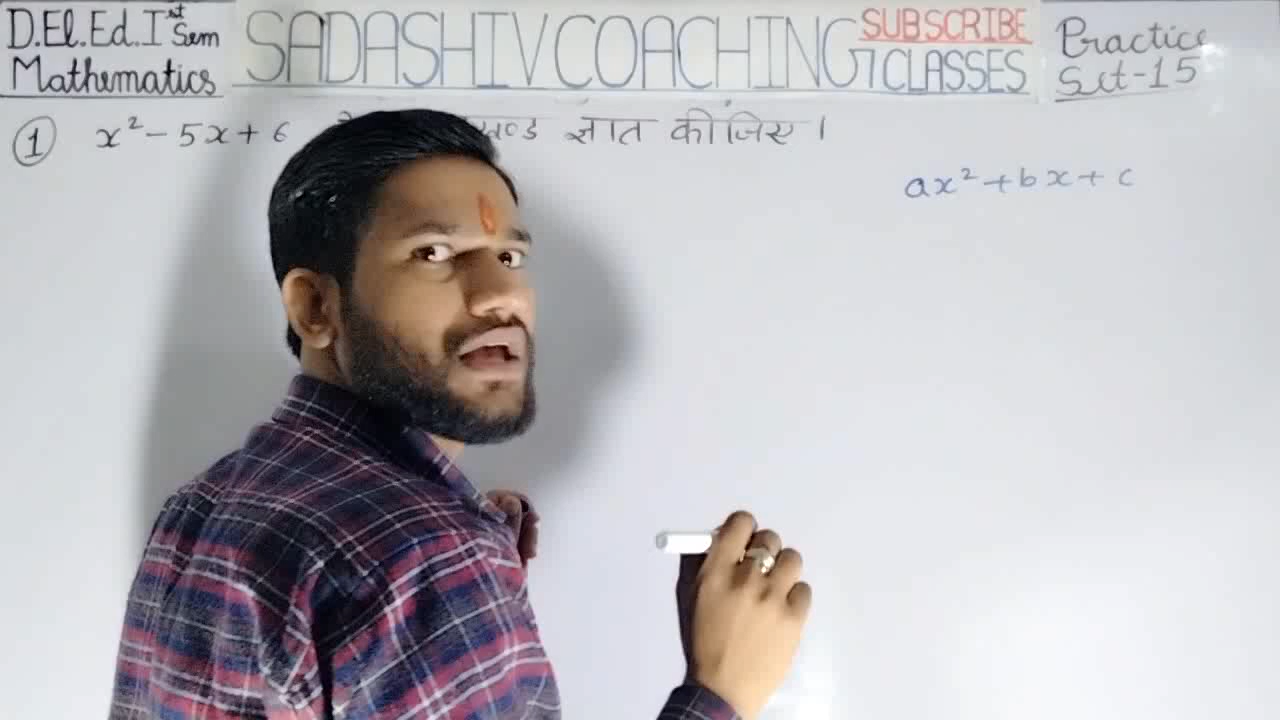 D.El.Ed. Ist Sem
Mathematics
SADASHIV COACHING CLASSES
SUBSCRIBE
Practice
Set-15
① x² - 5x + 6 ज्ञात कीजिए।
ax² + bx + c